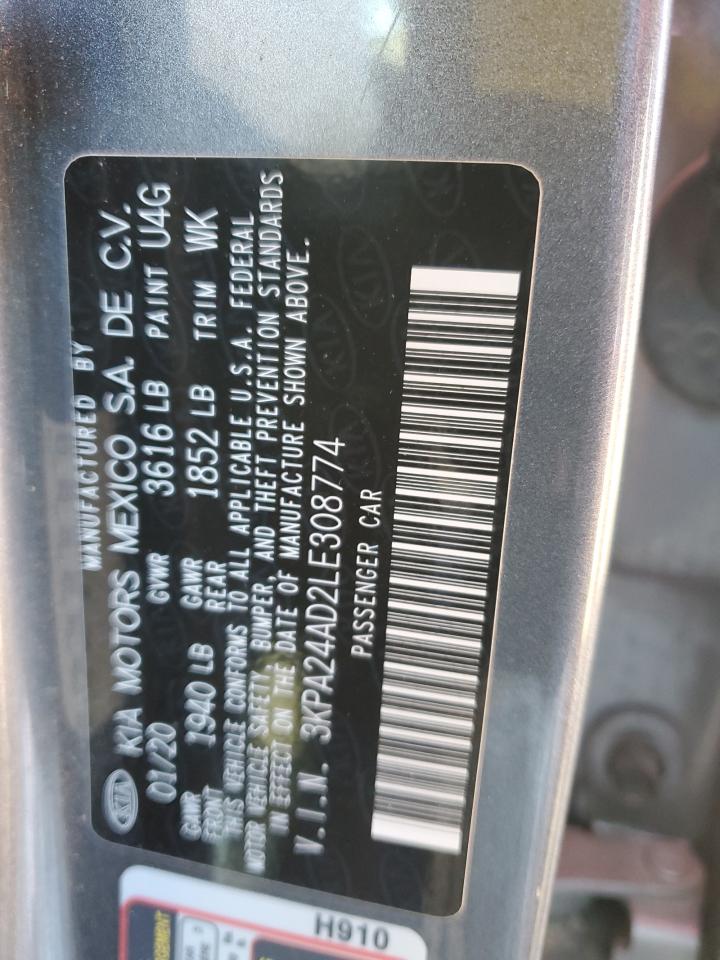 MANUFACTURED BY
KIA KIA MOTORS MEXICO S.A. DE C.V.
01/20 GVWR 3616 LB PAINT U4G
GAWR FRONT 1940 LB GAWR REAR 1852 LB TRIM WK
THIS VEHICLE CONFORMS TO ALL APPLICABLE U.S.A. FEDERAL
MOTOR VEHICLE SAFETY, BUMPER, AND THEFT PREVENTION STANDARDS
IN EFFECT ON THE DATE OF MANUFACTURE SHOWN ABOVE.
V.I.N. 3KPA24AD2LE308774
PASSENGER CAR
H910